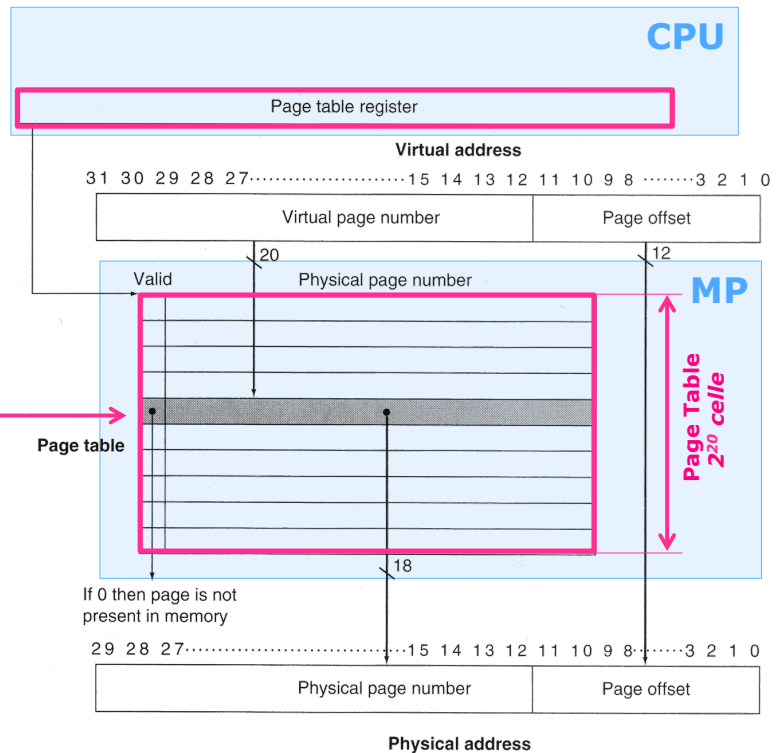 CPU
Page table register
Virtual address
31 30 29 28 27···································15 14 13 12 11 10 9 8 ·······3 2 1 0
Virtual page number Page offset
20 12
Valid Physical page number MP
Page table
Page Table
2²⁰ celle
18
If 0 then page is not
present in memory
29 28 27···································15 14 13 12 11 10 9 8·······3 2 1 0
Physical page number Page offset
Physical address